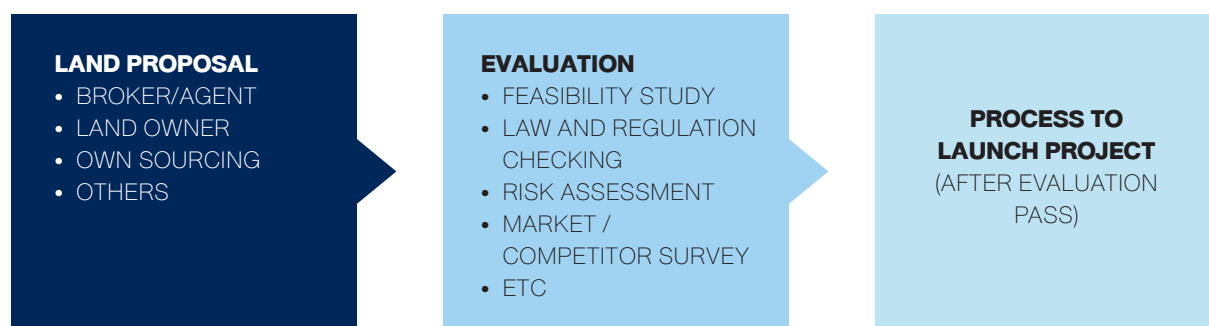 LAND PROPOSAL
• BROKER/AGENT
• LAND OWNER
• OWN SOURCING
• OTHERS
EVALUATION
• FEASIBILITY STUDY
• LAW AND REGULATION
CHECKING
• RISK ASSESSMENT
• MARKET /
COMPETITOR SURVEY
• ETC
PROCESS TO
LAUNCH PROJECT
(AFTER EVALUATION
PASS)